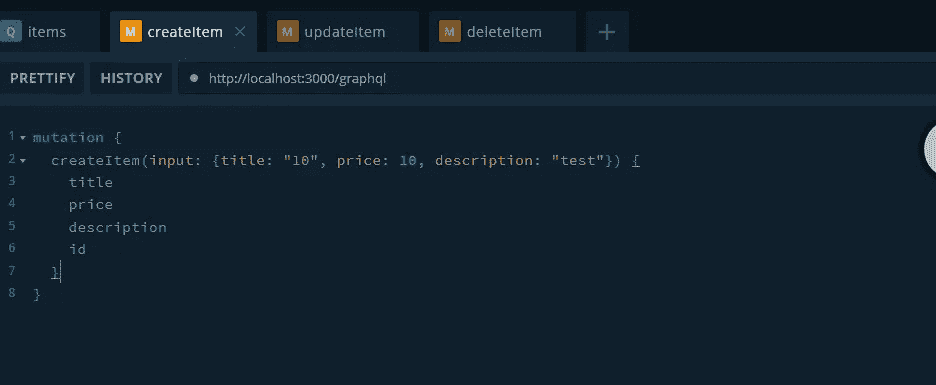 Q items M createItem × M updateItem M deleteItem +
PRETTIFY HISTORY http://localhost:3000/graphql
1 mutation {
2 createItem(input: {title: "10", price: 10, description: "test"}) {
3 title
4 price
5 description
6 id
7 }
8 }